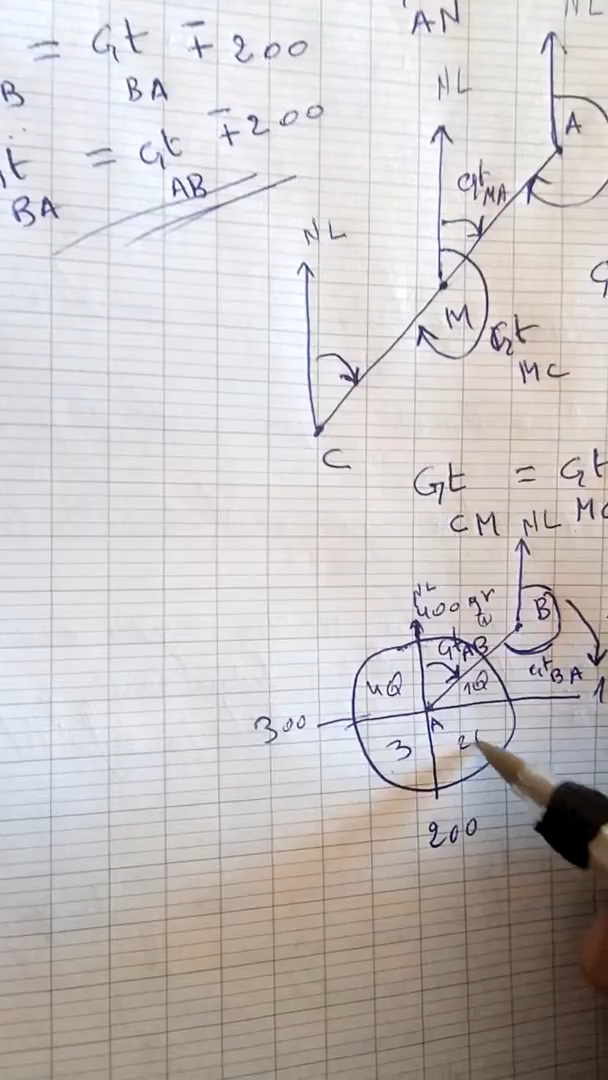 AN
NL
B = Gt ∓ 200
BA
NL
A
Gt = Gt ∓ 200
BA AB
Gt MA
NL
M
Gt
MC
C
Gt = Gt
CM MC
NL
NL
400 gr
B
Gt AB
Gt BA
4Q 1Q
300
A
3
200